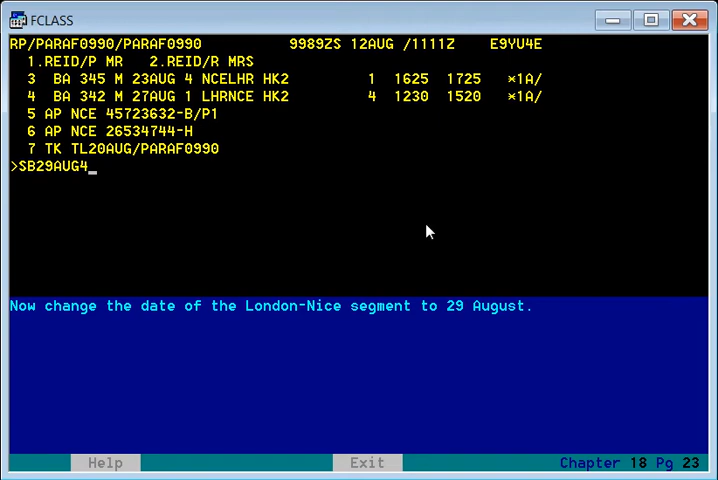 FCLASS
RP/PARAF0990/PARAF0990 9989ZS 12AUG /1111Z E9YU4E
1.REID/P MR 2.REID/R MRS
3 BA 345 M 23AUG 4 NCELHR HK2 1 1625 1725 *1A/
4 BA 342 M 27AUG 1 LHRNCE HK2 4 1230 1520 *1A/
5 AP NCE 45723632-B/P1
6 AP NCE 26534744-H
7 TK TL20AUG/PARAF0990
>SB29AUG4_
Now change the date of the London-Nice segment to 29 August.
Help Exit Chapter 18 Pg 23